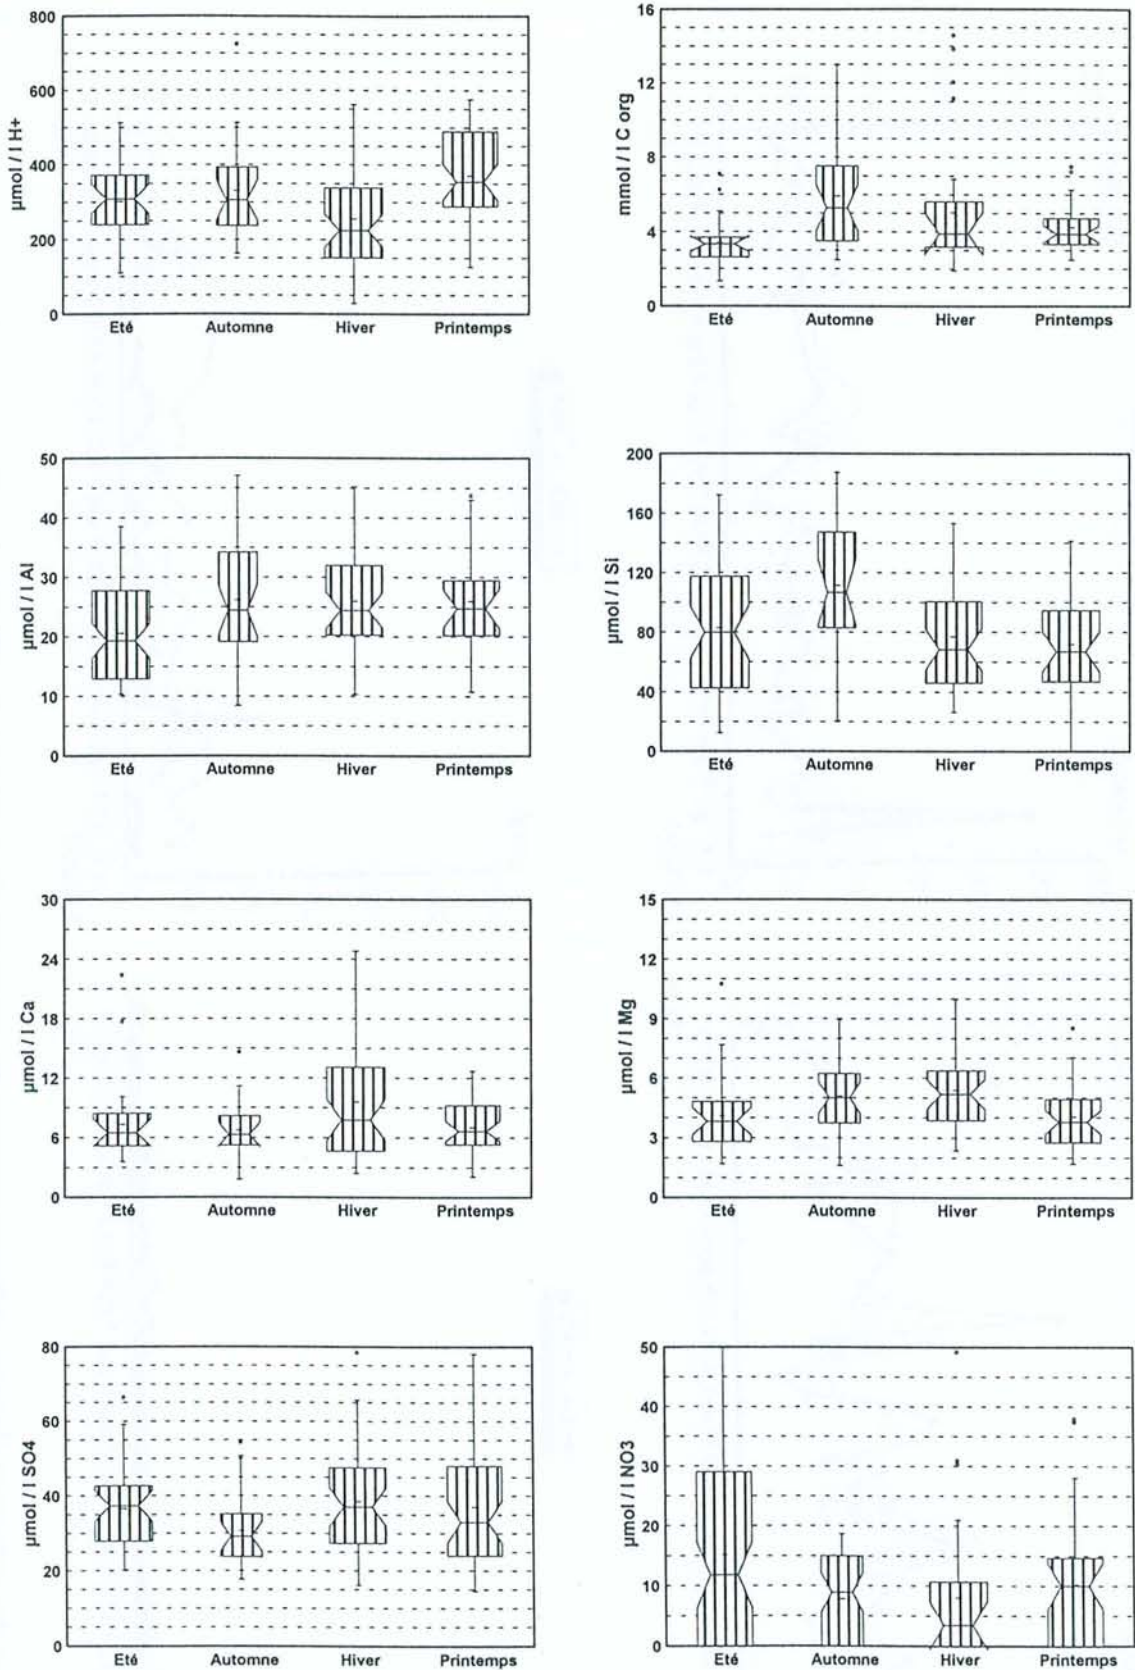 800
600
400
200
0
µmol / l H+
Eté Automne Hiver Printemps
16
12
8
4
0
mmol / l C org
Eté Automne Hiver Printemps
50
40
30
20
10
0
µmol / l Al
Eté Automne Hiver Printemps
200
160
120
80
40
0
µmol / l Si
Eté Automne Hiver Printemps
30
24
18
12
6
0
µmol / l Ca
Eté Automne Hiver Printemps
15
12
9
6
3
0
µmol / l Mg
Eté Automne Hiver Printemps
80
60
40
20
0
µmol / l SO4
Eté Automne Hiver Printemps
50
40
30
20
10
0
µmol / l NO3
Eté Automne Hiver Printemps